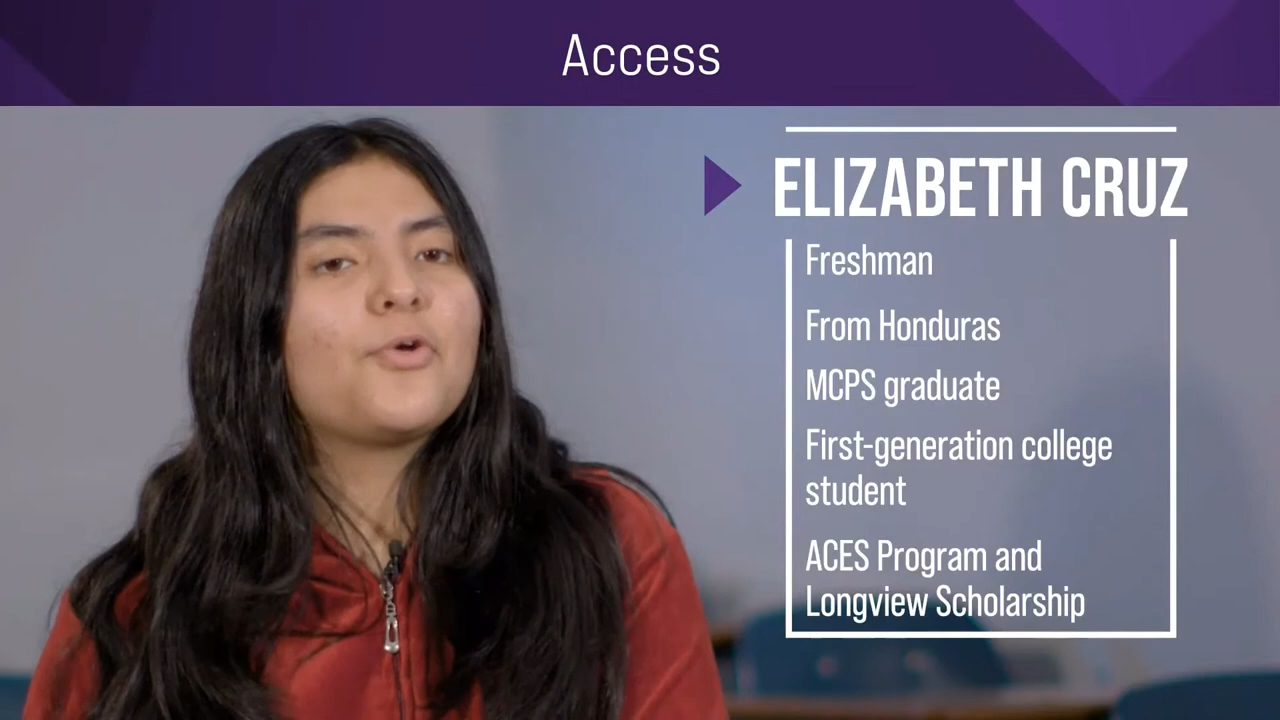 Access
ELIZABETH CRUZ
Freshman
From Honduras
MCPS graduate
First-generation college
student
ACES Program and
Longview Scholarship